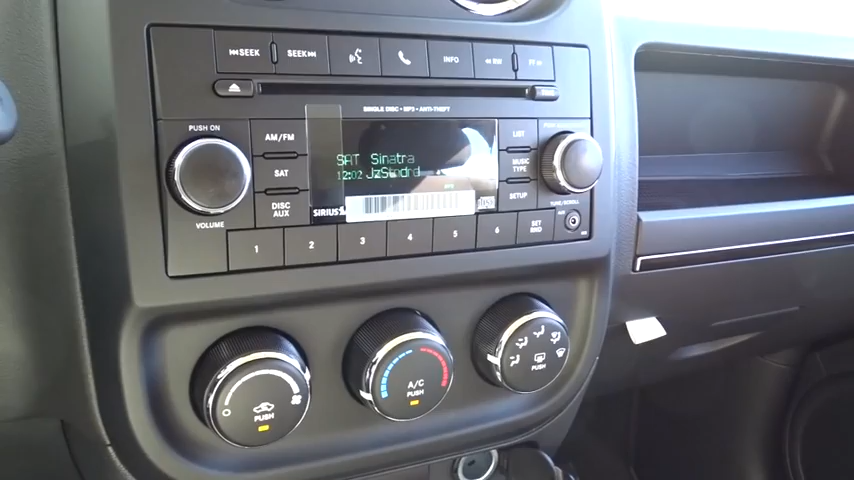 SEEK SEEK INFO RW FF
SINGLE DISC • MP3 • ANTI-THEFT
PUSH ON
AM/FM
SAT
DISC
AUX
VOLUME
SAT Sinatra
12:02
SIRIUS
LIST
MUSIC
TYPE
SETUP
TUNE/SCROLL
1 2 3 4 5 6 SET
RND
PUSH
A/C
PUSH
PUSH